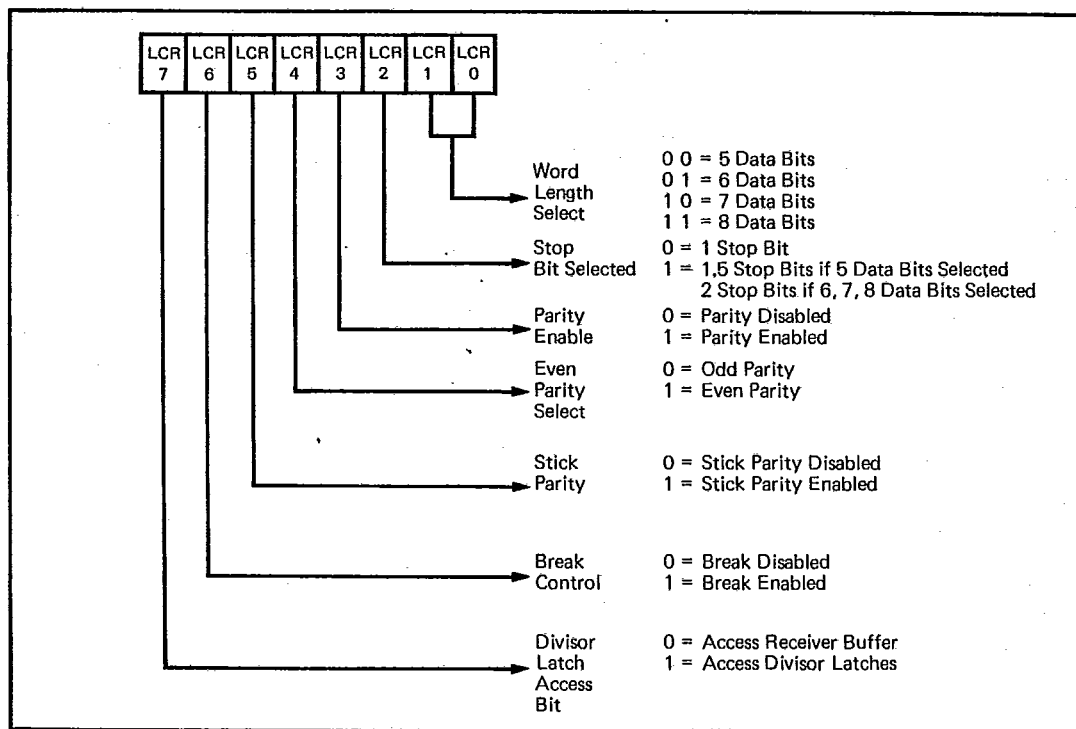 LCR 7 LCR 6 LCR 5 LCR 4 LCR 3 LCR 2 LCR 1 LCR 0
Word Length Select
0 0 = 5 Data Bits
0 1 = 6 Data Bits
1 0 = 7 Data Bits
1 1 = 8 Data Bits
Stop Bit Selected
0 = 1 Stop Bit
1 = 1.5 Stop Bits if 5 Data Bits Selected
2 Stop Bits if 6, 7, 8 Data Bits Selected
Parity Enable
0 = Parity Disabled
1 = Parity Enabled
Even Parity Select
0 = Odd Parity
1 = Even Parity
Stick Parity
0 = Stick Parity Disabled
1 = Stick Parity Enabled
Break Control
0 = Break Disabled
1 = Break Enabled
Divisor Latch Access Bit
0 = Access Receiver Buffer
1 = Access Divisor Latches